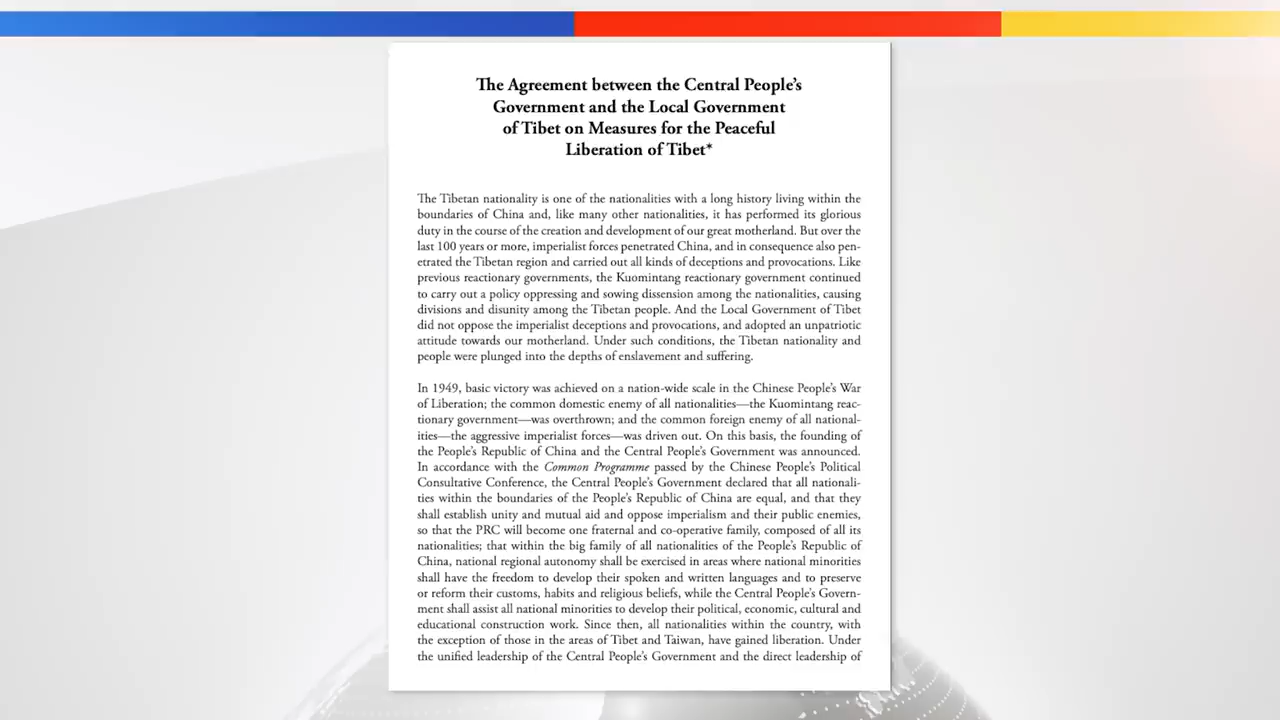 The Agreement between the Central People's
Government and the Local Government
of Tibet on Measures for the Peaceful
Liberation of Tibet*
The Tibetan nationality is one of the nationalities with a long history living within the
boundaries of China and, like many other nationalities, it has performed its glorious
duty in the course of the creation and development of our great motherland. But over the
last 100 years or more, imperialist forces penetrated China, and in consequence also pen-
etrated the Tibetan region and carried out all kinds of deceptions and provocations. Like
previous reactionary governments, the Kuomintang reactionary government continued
to carry out a policy oppressing and sowing dissension among the nationalities, causing
divisions and disunity among the Tibetan people. And the Local Government of Tibet
did not oppose the imperialist deceptions and provocations, and adopted an unpatriotic
attitude towards our motherland. Under such conditions, the Tibetan nationality and
people were plunged into the depths of enslavement and suffering.
In 1949, basic victory was achieved on a nation-wide scale in the Chinese People's War
of Liberation; the common domestic enemy of all nationalities—the Kuomintang reac-
tionary government—was overthrown; and the common foreign enemy of all national-
ities—the aggressive imperialist forces—was driven out. On this basis, the founding of
the People's Republic of China and the Central People's Government was announced.
In accordance with the Common Programme passed by the Chinese People's Political
Consultative Conference, the Central People's Government declared that all nationali-
ties within the boundaries of the People's Republic of China are equal, and that they
shall establish unity and mutual aid and oppose imperialism and their public enemies,
so that the PRC will become one fraternal and co-operative family, composed of all its
nationalities; that within the big family of all nationalities of the People's Republic of
China, national regional autonomy shall be exercised in areas where national minorities
shall have the freedom to develop their spoken and written languages and to preserve
or reform their customs, habits and religious beliefs, while the Central People's Govern-
ment shall assist all national minorities to develop their political, economic, cultural and
educational construction work. Since then, all nationalities within the country, with
the exception of those in the areas of Tibet and Taiwan, have gained liberation. Under
the unified leadership of the Central People's Government and the direct leadership of